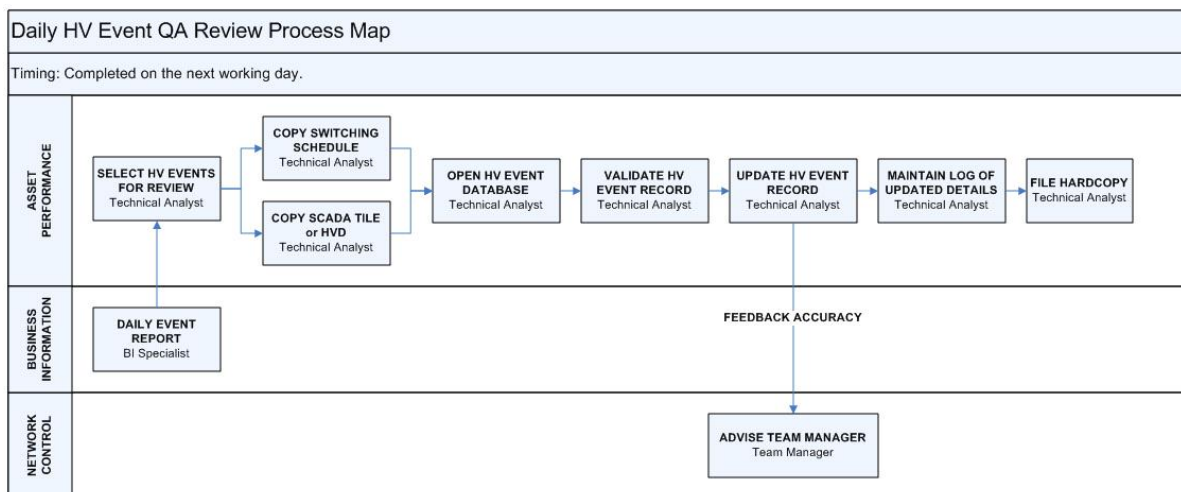 Daily HV Event QA Review Process Map
Timing: Completed on the next working day.
ASSET
PERFORMANCE
SELECT HV EVENTS
FOR REVIEW
Technical Analyst
COPY SWITCHING
SCHEDULE
Technical Analyst
COPY SCADA TILE
or HVD
Technical Analyst
OPEN HV EVENT
DATABASE
Technical Analyst
VALIDATE HV
EVENT RECORD
Technical Analyst
UPDATE HV EVENT
RECORD
Technical Analyst
MAINTAIN LOG OF
UPDATED DETAILS
Technical Analyst
FILE HARDCOPY
Technical Analyst
BUSINESS
INFORMATION
DAILY EVENT
REPORT
BI Specialist
FEEDBACK ACCURACY
NETWORK
CONTROL
ADVISE TEAM MANAGER
Team Manager